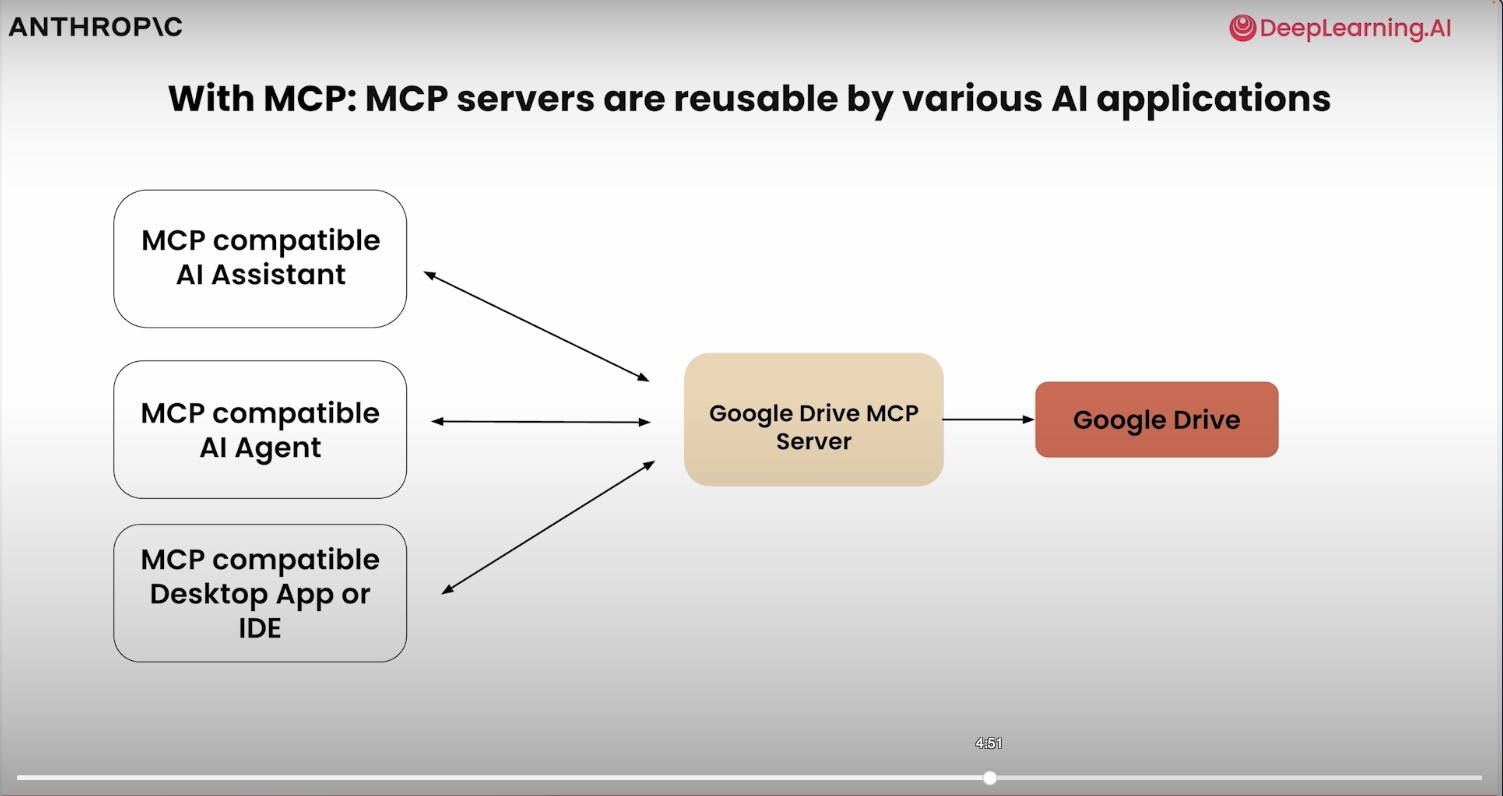 ANTHROP\C
DeepLearning.AI
With MCP: MCP servers are reusable by various AI applications
MCP compatible
AI Assistant
MCP compatible
AI Agent
MCP compatible
Desktop App or
IDE
Google Drive MCP
Server
Google Drive
4:51